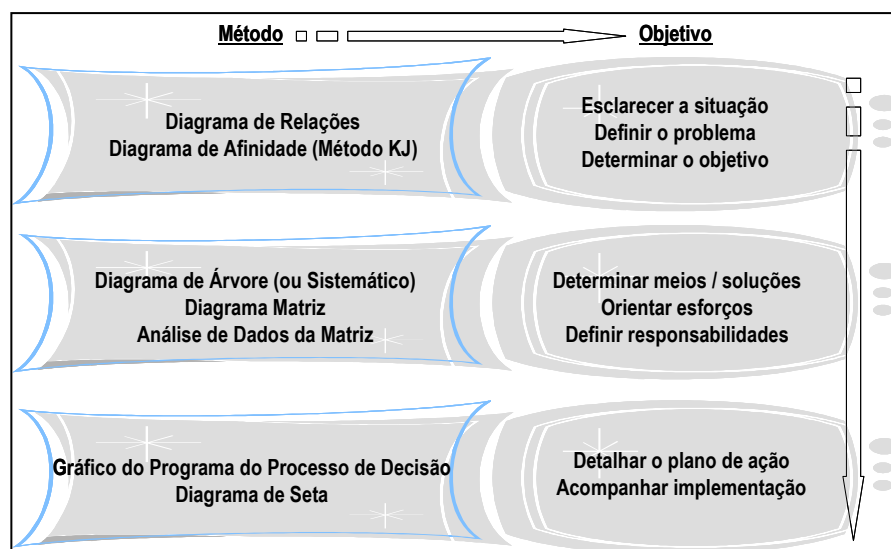 Método
Objetivo
Diagrama de Relações
Diagrama de Afinidade (Método KJ)
Esclarecer a situação
Definir o problema
Determinar o objetivo
Diagrama de Árvore (ou Sistemático)
Diagrama Matriz
Análise de Dados da Matriz
Determinar meios / soluções
Orientar esforços
Definir responsabilidades
Gráfico do Programa do Processo de Decisão
Diagrama de Seta
Detalhar o plano de ação
Acompanhar implementação